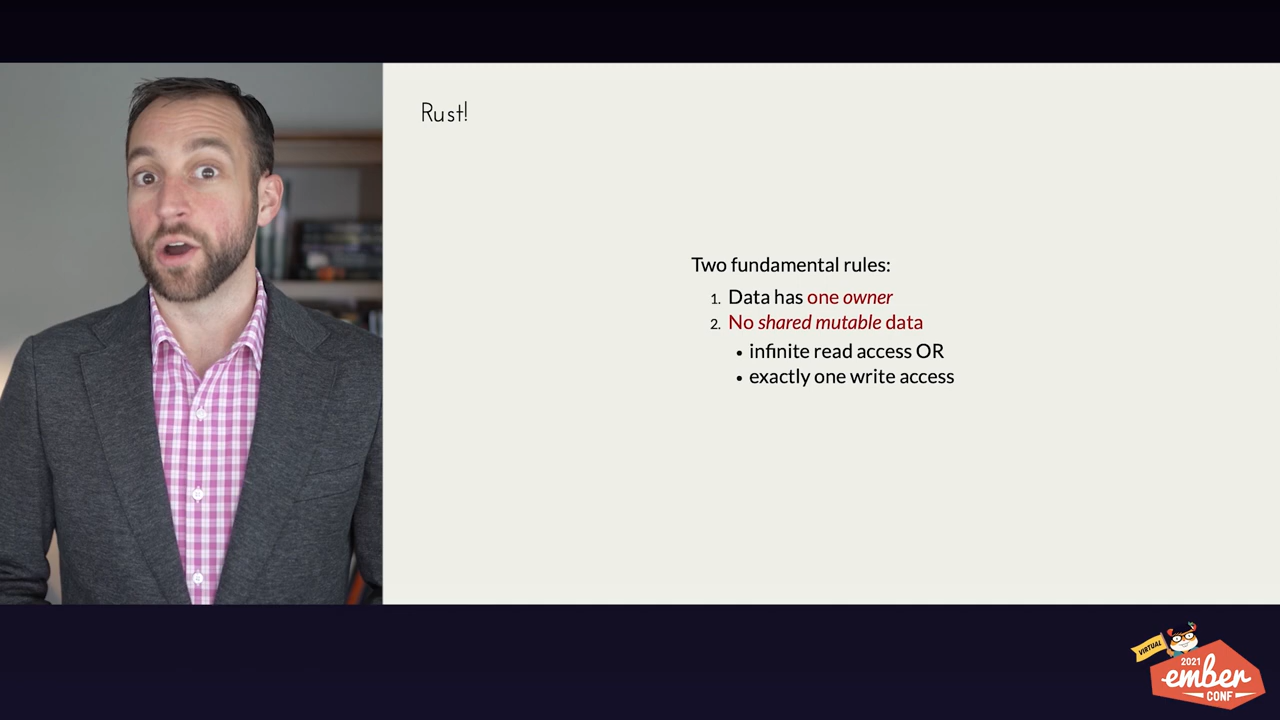 Rust!
Two fundamental rules:
1. Data has one owner
2. No shared mutable data
• infinite read access OR
• exactly one write access
VIRTUAL
2021
ember
CONF